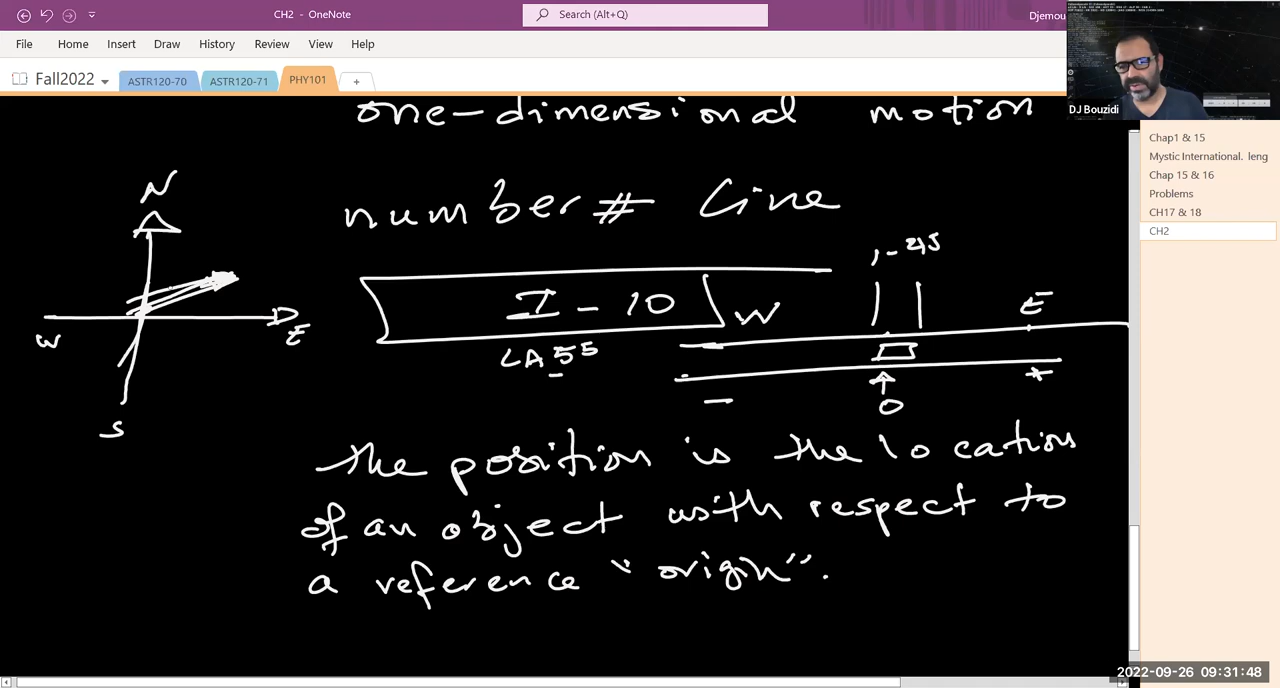 CH2 - OneNote
Search (Alt+Q)
Djemou
File Home Insert Draw History Review View Help
Fall2022
ASTR120-70
ASTR120-71
PHY101
DJ Bouzidi
Chap1 & 15
Mystic International. leng
Chap 15 & 16
Problems
CH17 & 18
CH2
one-dimensional motion
number # line
N
W
E
S
I-10
W
E
LA 55
-
+
0
the position is the location
of an object with respect to
a reference "origin".
2022-09-26 09:31:48